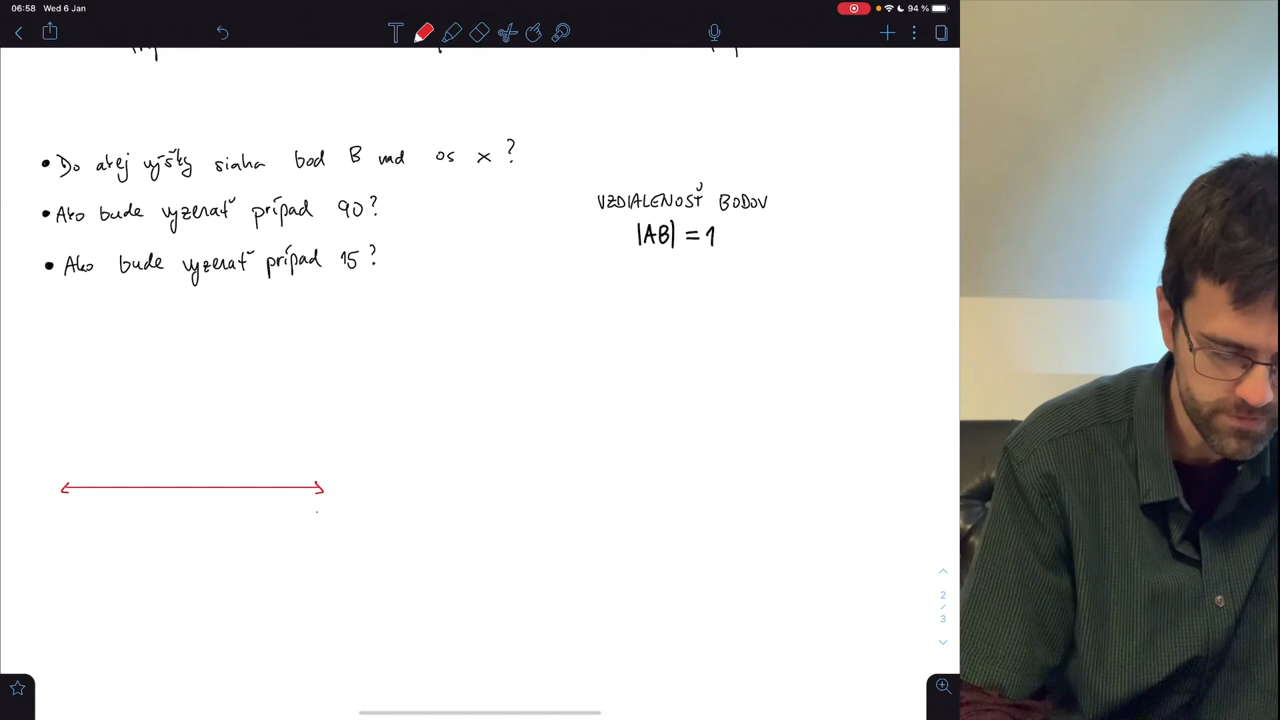 06:58 Wed 6 Jan
94 %
T
• Do akej výšky siaha bod B nad os x ?
• Ako bude vyzerať prípad 90?
• Ako bude vyzerať prípad 15?
VZDIALENOSŤ BODOV
|AB| = 1
2
/
3